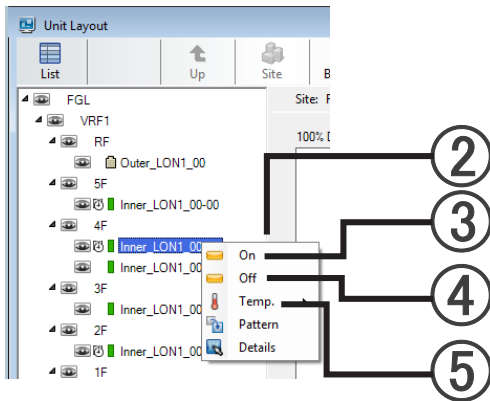 Unit Layout
List Up Site B
FGL
VRF1
RF
Outer_LON1_00
5F
Inner_LON1_00-00
4F
Inner_LON1_00
Inner_LON1_00
3F
Inner_LON1_00
2F
Inner_LON1_00
1F
Site: F
100%
On
Off
Temp.
Pattern
Details
2
3
4
5